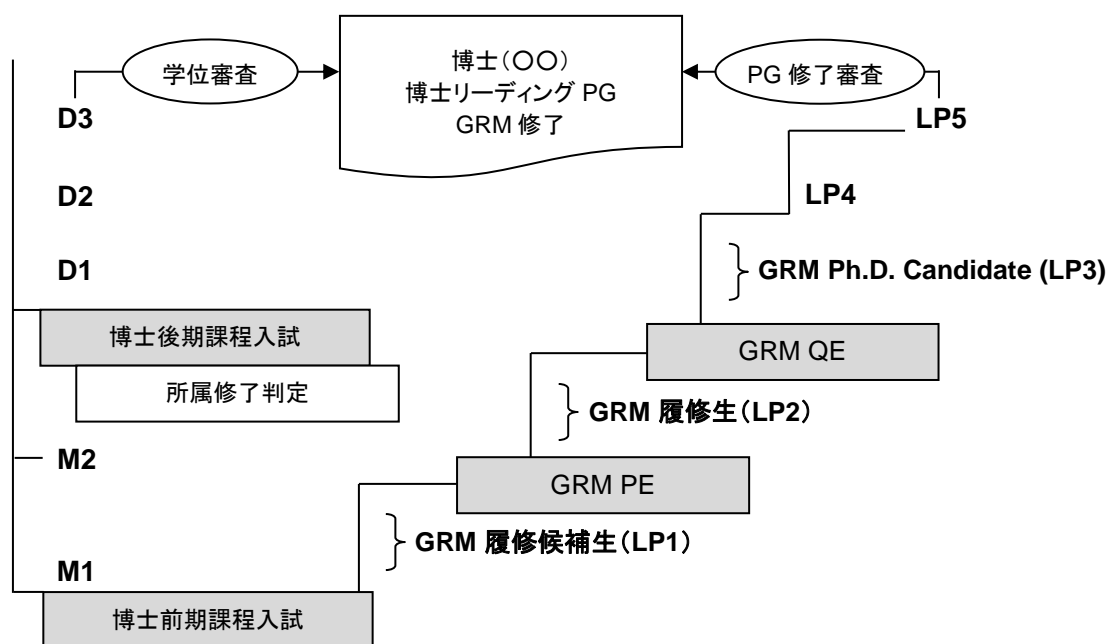 学位審査
博士（〇〇）
博士リーディング PG
GRM 修了
PG 修了審査
D3
LP5
D2
LP4
D1
GRM Ph.D. Candidate (LP3)
博士後期課程入試
GRM QE
所属修了判定
GRM 履修生（LP2）
M2
GRM PE
GRM 履修候補生（LP1）
M1
博士前期課程入試